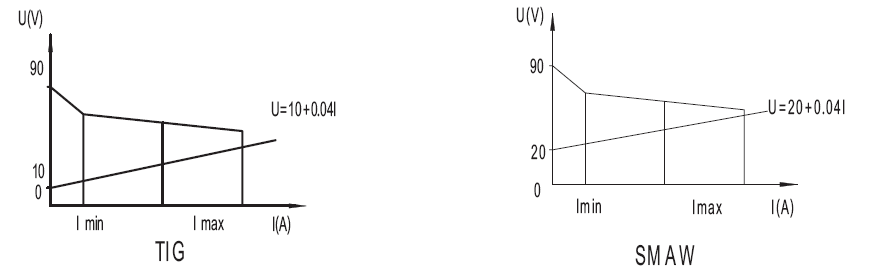 U(V)
90
10
0
U=10+0.04I
I min
I max
I(A)
TIG
U(V)
90
20
0
U=20+0.04I
Imin
Imax
I(A)
SMAW